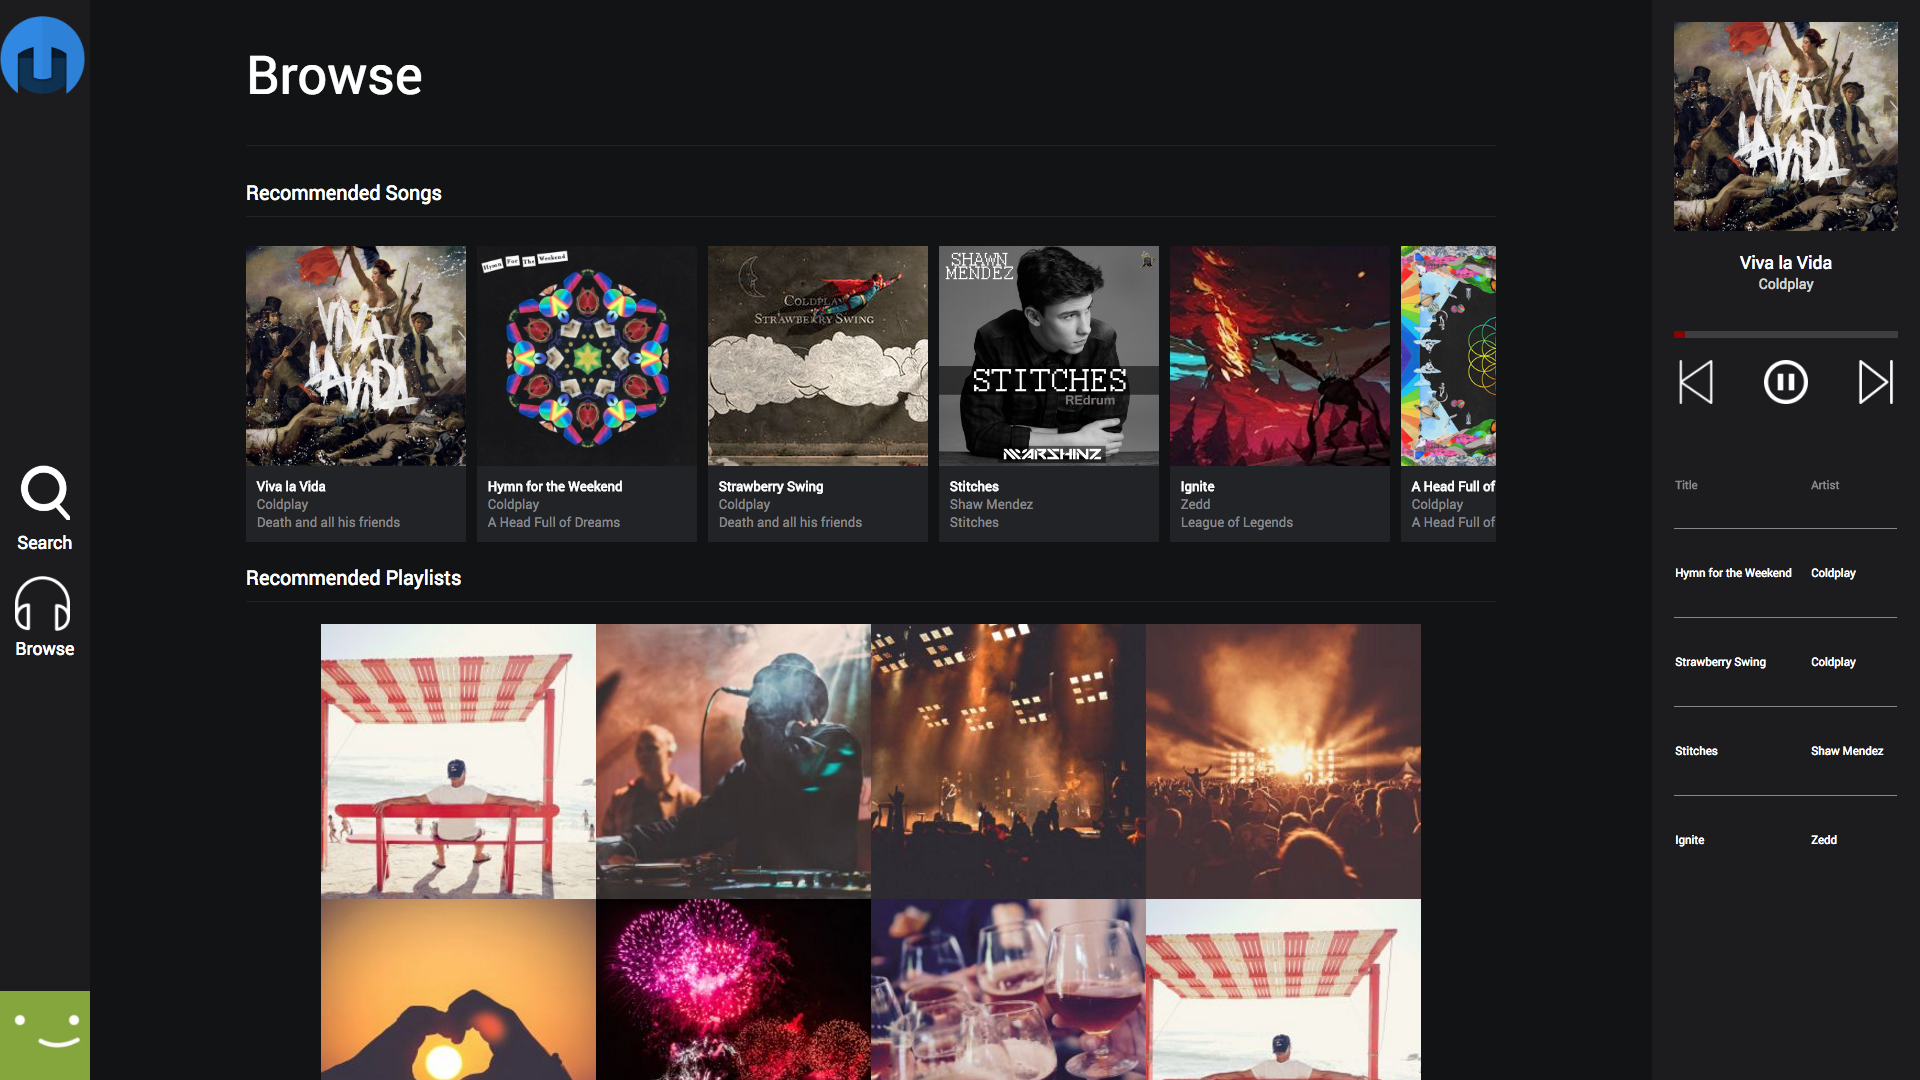 Browse
Recommended Songs
VIVA
LA VIDA
Hymn For The Weekend
COLDPLAY
STRAWBERRY SWING
SHAWN
MENDEZ
STITCHES
REdrum
MARSHINZ
Viva la Vida
Coldplay
Death and all his friends
Hymn for the Weekend
Coldplay
A Head Full of Dreams
Strawberry Swing
Coldplay
Death and all his friends
Stitches
Shaw Mendez
Stitches
Ignite
Zedd
League of Legends
A Head Full of
Coldplay
A Head Full of
Recommended Playlists
Search
Browse
VIVA
LA VIDA
Viva la Vida
Coldplay
Title Artist
Hymn for the Weekend Coldplay
Strawberry Swing Coldplay
Stitches Shaw Mendez
Ignite Zedd